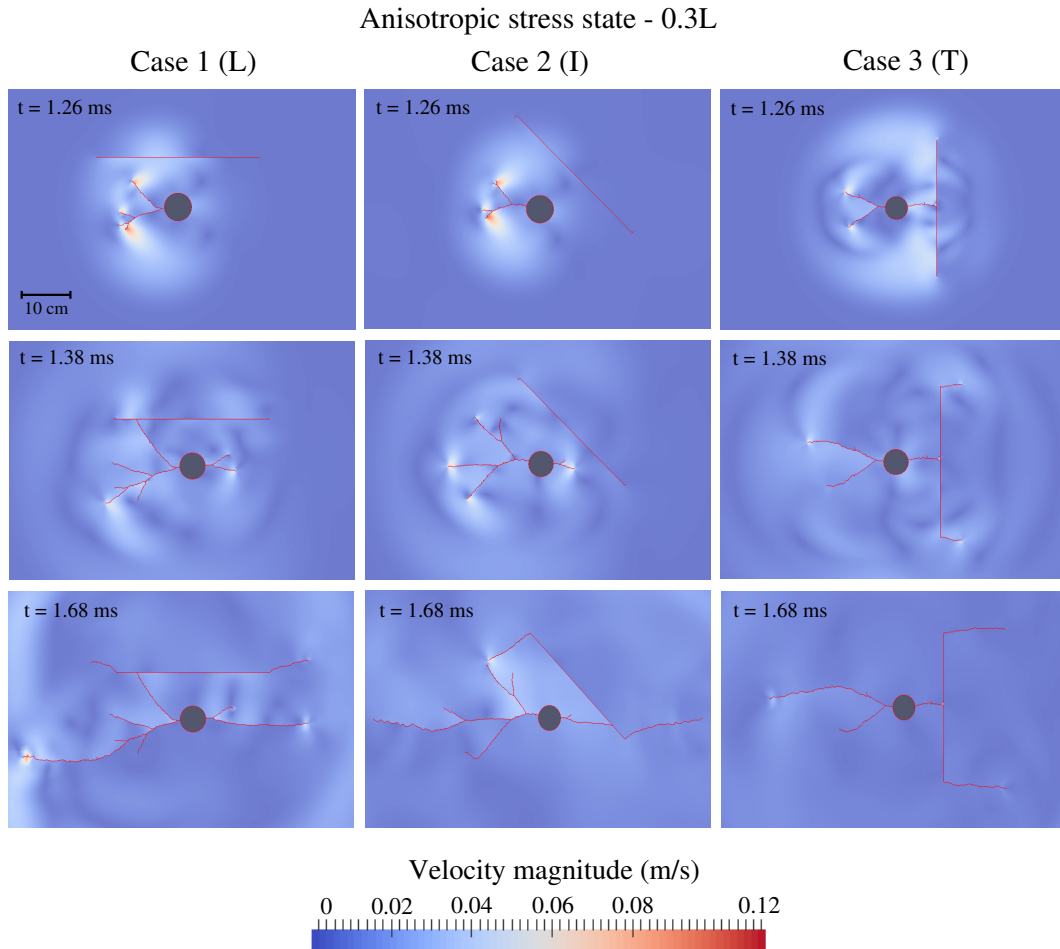 Anisotropic stress state - 0.3L
Case 1 (L)
Case 2 (I)
Case 3 (T)
t = 1.26 ms
t = 1.26 ms
t = 1.26 ms
10 cm
t = 1.38 ms
t = 1.38 ms
t = 1.38 ms
t = 1.68 ms
t = 1.68 ms
t = 1.68 ms
Velocity magnitude (m/s)
0 0.02 0.04 0.06 0.08 0.1 0.12